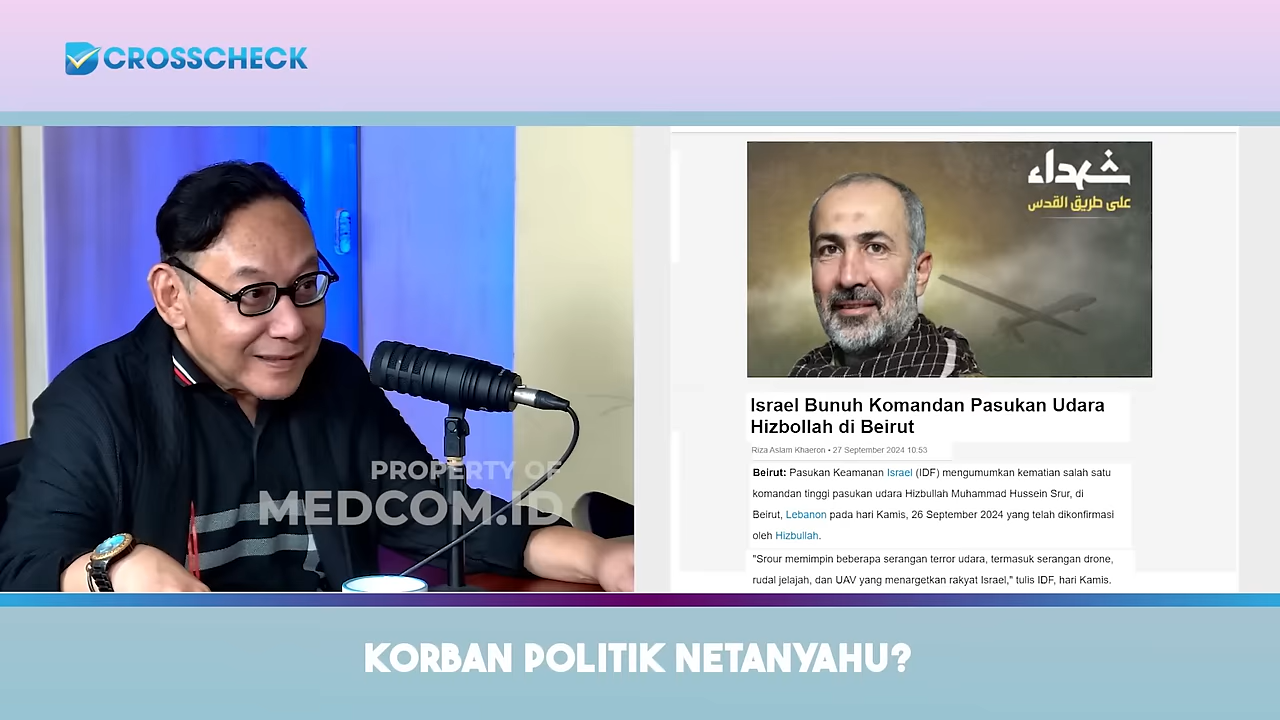 CROSSCHECK
PROPERTY OF
MEDCOM.ID
شهداء
على طريق القدس
Israel Bunuh Komandan Pasukan Udara
Hizbollah di Beirut
Riza Aslam Khaeron • 27 September 2024 10:53
Beirut: Pasukan Keamanan Israel (IDF) mengumumkan kematian salah satu
komandan tinggi pasukan udara Hizbullah Muhammad Hussein Srur, di
Beirut, Lebanon pada hari Kamis, 26 September 2024 yang telah dikonfirmasi
oleh Hizbullah.
"Srour memimpin beberapa serangan terror udara, termasuk serangan drone,
rudal jelajah, dan UAV yang menargetkan rakyat Israel," tulis IDF, hari Kamis.
KORBAN POLITIK NETANYAHU?